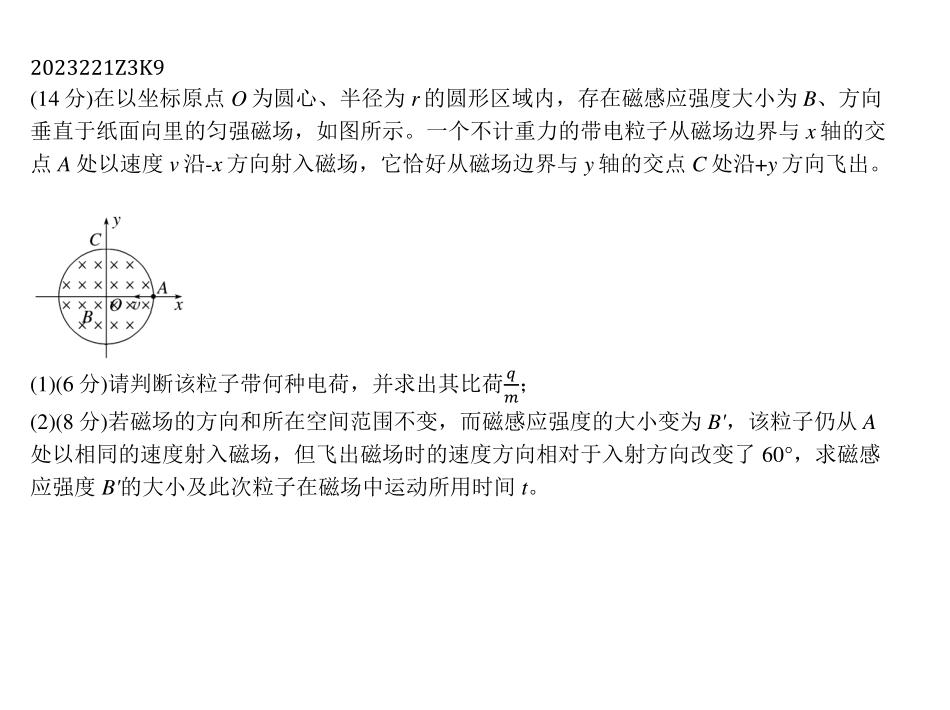 2023221Z3K9
(14 分)在以坐标原点 O 为圆心、半径为 r 的圆形区域内，存在磁感应强度大小为 B、方向
垂直于纸面向里的匀强磁场，如图所示。一个不计重力的带电粒子从磁场边界与 x 轴的交
点 A 处以速度 v 沿-x 方向射入磁场，它恰好从磁场边界与 y 轴的交点 C 处沿+y 方向飞出。
y
C
A
O v x
B
(1)(6 分)请判断该粒子带何种电荷，并求出其比荷q/m；
(2)(8 分)若磁场的方向和所在空间范围不变，而磁感应强度的大小变为 B′，该粒子仍从 A
处以相同的速度射入磁场，但飞出磁场时的速度方向相对于入射方向改变了 60°，求磁感
应强度 B′的大小及此次粒子在磁场中运动所用时间 t。